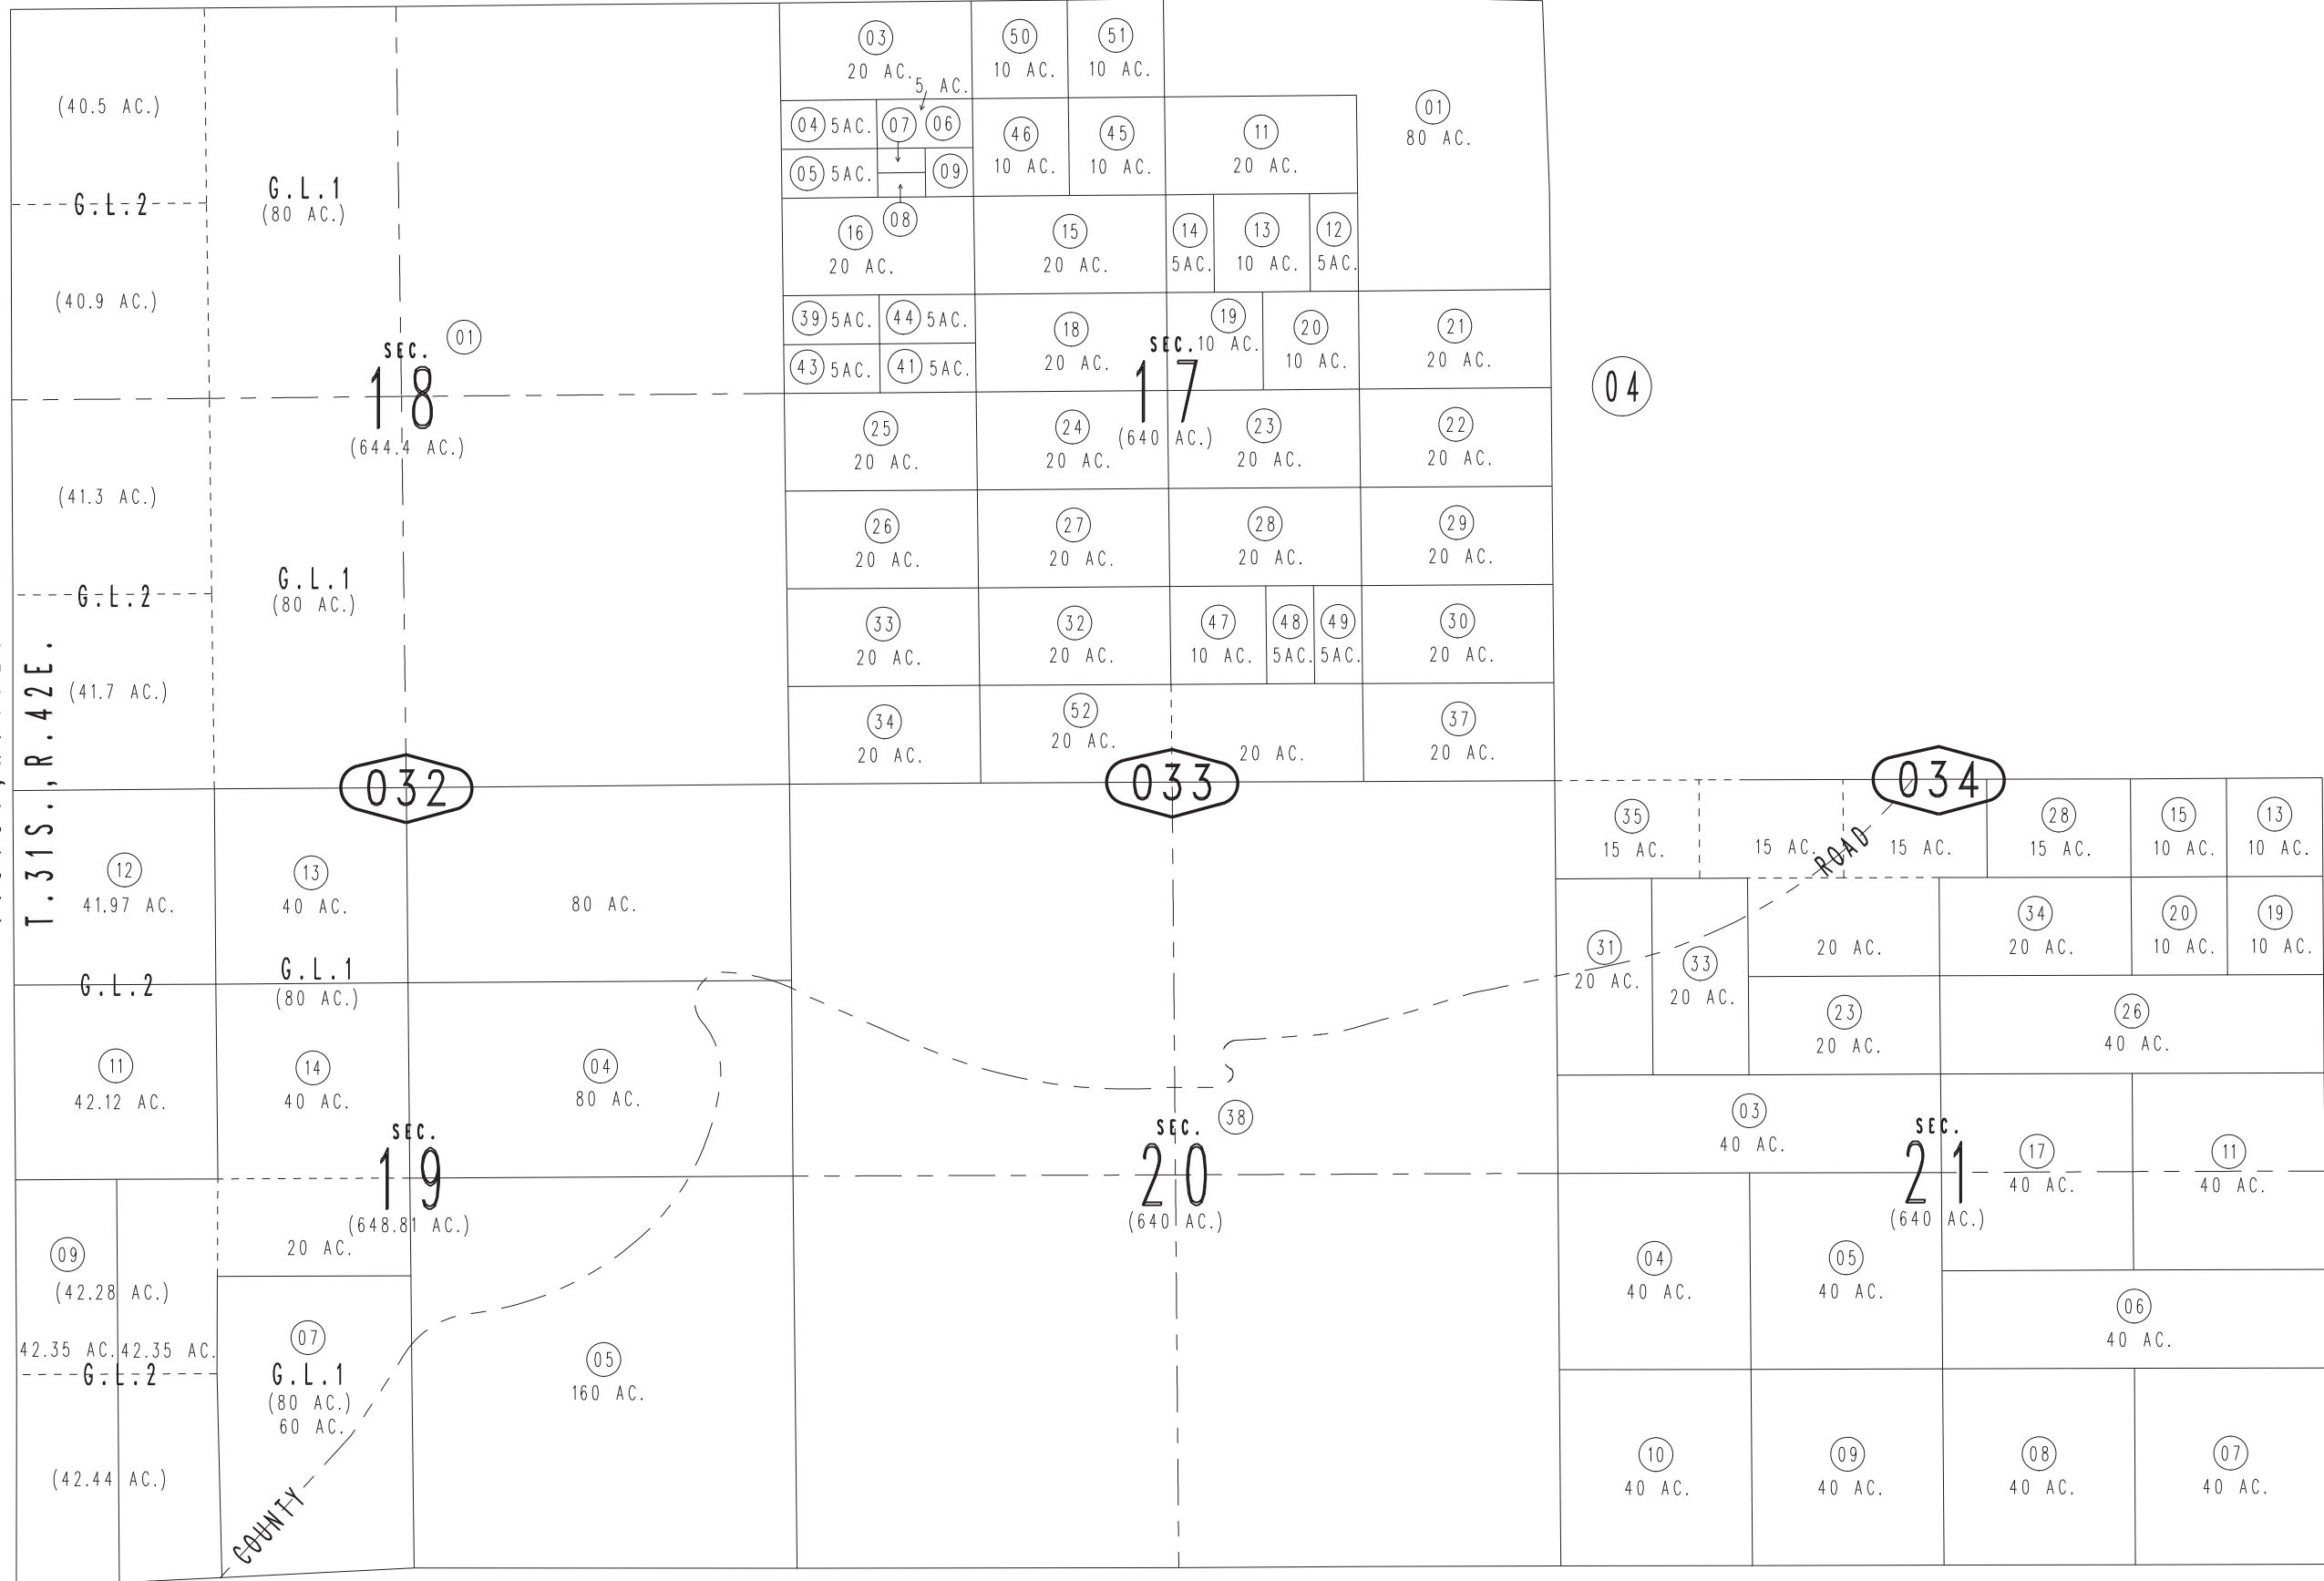 03
20 AC.
50
10 AC.
51
10 AC.
5 AC.
04 5AC.
07
06
05 5AC.
09
08
46
10 AC.
45
10 AC.
11
20 AC.
01
80 AC.
16
20 AC.
15
20 AC.
14
5AC.
13
10 AC.
12
5AC.
39 5AC.
44 5AC.
43 5AC.
41 5AC.
18
20 AC.
19
10 AC.
20
10 AC.
21
20 AC.
SEC.
17
(640 AC.)
25
20 AC.
24
20 AC.
23
20 AC.
22
20 AC.
26
20 AC.
27
20 AC.
28
20 AC.
29
20 AC.
33
20 AC.
32
20 AC.
47
10 AC.
48
5AC.
49
5AC.
30
20 AC.
34
20 AC.
52
20 AC.
20 AC.
37
20 AC.
04
(40.5 AC.)
G.L.2
(40.9 AC.)
G.L.1
(80 AC.)
01
SEC.
18
(644.4 AC.)
(41.3 AC.)
G.L.2
(41.7 AC.)
G.L.1
(80 AC.)
T.31S.,R.42E.
032
033
034
12
41.97 AC.
13
40 AC.
80 AC.
G.L.2
G.L.1
(80 AC.)
11
42.12 AC.
14
40 AC.
04
80 AC.
SEC.
19
(648.81 AC.)
20 AC.
09
(42.28 AC.)
42.35 AC.
42.35 AC.
G.L.2
(42.44 AC.)
07
G.L.1
(80 AC.)
60 AC.
05
160 AC.
COUNTY
38
SEC.
20
(640 AC.)
ROAD
35
15 AC.
15 AC.
15 AC.
28
15 AC.
15
10 AC.
13
10 AC.
31
20 AC.
33
20 AC.
20 AC.
34
20 AC.
20
10 AC.
19
10 AC.
23
20 AC.
26
40 AC.
03
40 AC.
SEC.
21
(640 AC.)
17
40 AC.
11
40 AC.
04
40 AC.
05
40 AC.
06
40 AC.
10
40 AC.
09
40 AC.
08
40 AC.
07
40 AC.